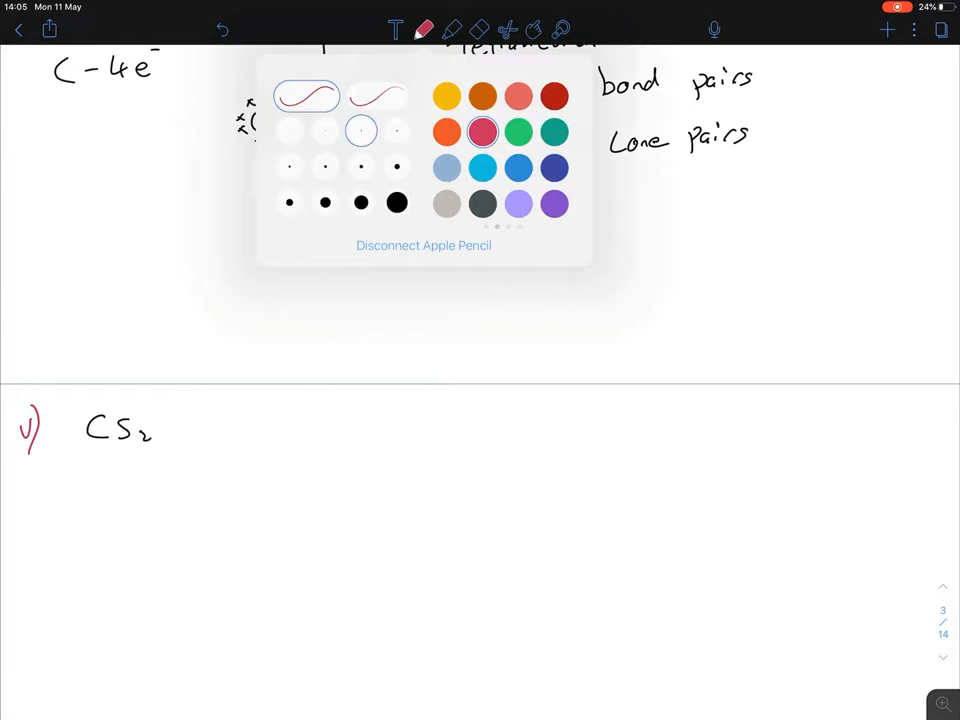 14:05 Mon 11 May
24%
T
C-4e⁻
bond pairs
Lone pairs
Disconnect Apple Pencil
v) CS₂
3
/
14